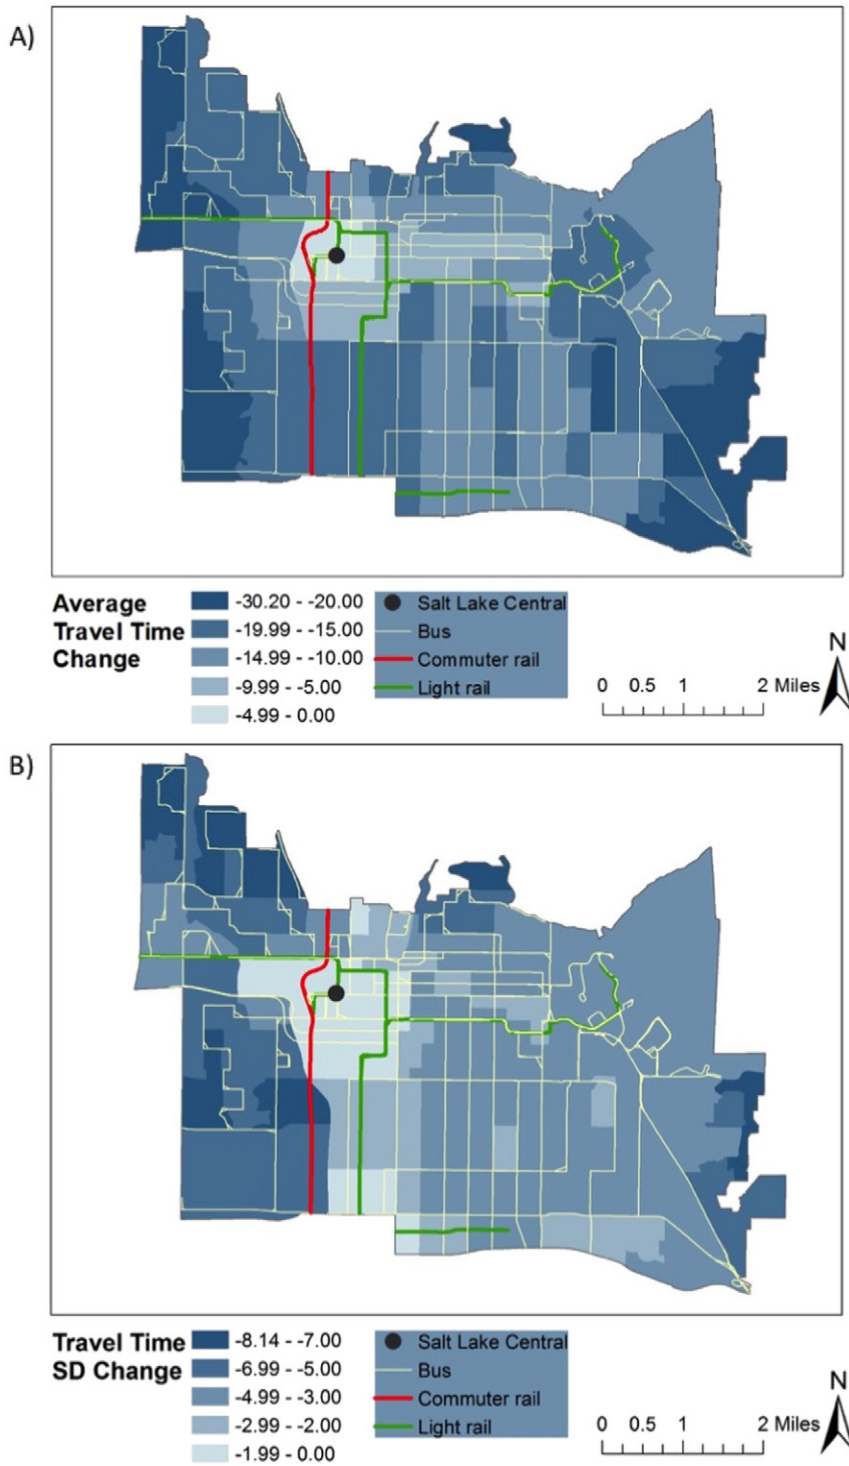 A)
Average
Travel Time
Change
-30.20 - -20.00
-19.99 - -15.00
-14.99 - -10.00
-9.99 - -5.00
-4.99 - 0.00
Salt Lake Central
Bus
Commuter rail
Light rail
0 0.5 1 2 Miles
N
B)
Travel Time
SD Change
-8.14 - -7.00
-6.99 - -5.00
-4.99 - -3.00
-2.99 - -2.00
-1.99 - 0.00
Salt Lake Central
Bus
Commuter rail
Light rail
0 0.5 1 2 Miles
N